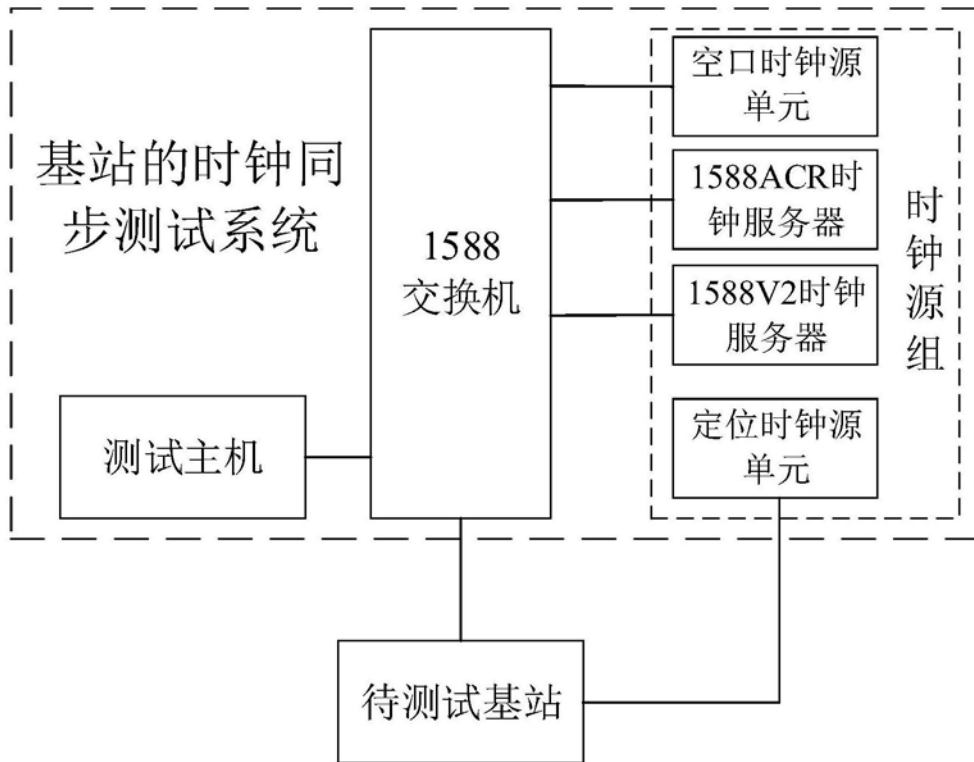 基站的时钟同
步测试系统
1588
交换机
测试主机
空口时钟源
单元
1588ACR时
钟服务器
1588V2时钟
服务器
定位时钟源
单元
时
钟
源
组
待测试基站